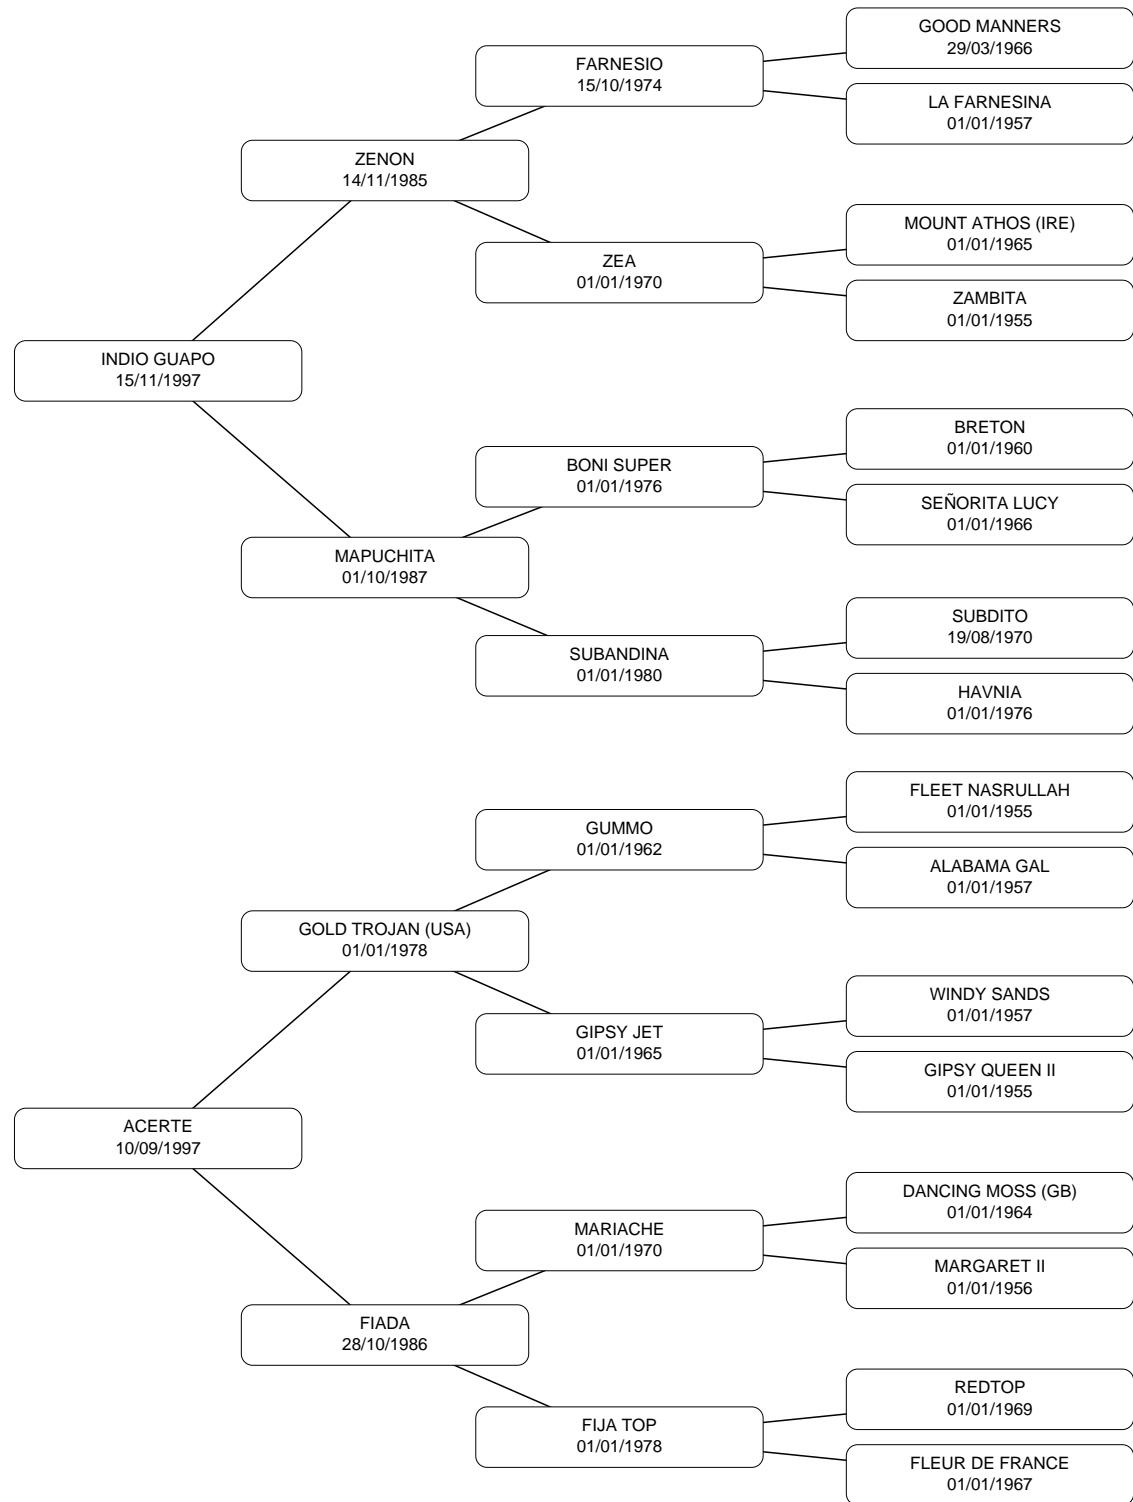 GOOD MANNERS
29/03/1966
FARNESIO
15/10/1974
LA FARNESINA
01/01/1957
ZENON
14/11/1985
MOUNT ATHOS (IRE)
01/01/1965
ZEA
01/01/1970
ZAMBITA
01/01/1955
INDIO GUAPO
15/11/1997
BRETON
01/01/1960
BONI SUPER
01/01/1976
SEÑORITA LUCY
01/01/1966
MAPUCHITA
01/10/1987
SUBDITO
19/08/1970
SUBANDINA
01/01/1980
HAVNIA
01/01/1976
FLEET NASRULLAH
01/01/1955
GUMMO
01/01/1962
ALABAMA GAL
01/01/1957
GOLD TROJAN (USA)
01/01/1978
WINDY SANDS
01/01/1957
GIPSY JET
01/01/1965
GIPSY QUEEN II
01/01/1955
ACERTE
10/09/1997
DANCING MOSS (GB)
01/01/1964
MARIACHE
01/01/1970
MARGARET II
01/01/1956
FIADA
28/10/1986
REDTOP
01/01/1969
FIJA TOP
01/01/1978
FLEUR DE FRANCE
01/01/1967